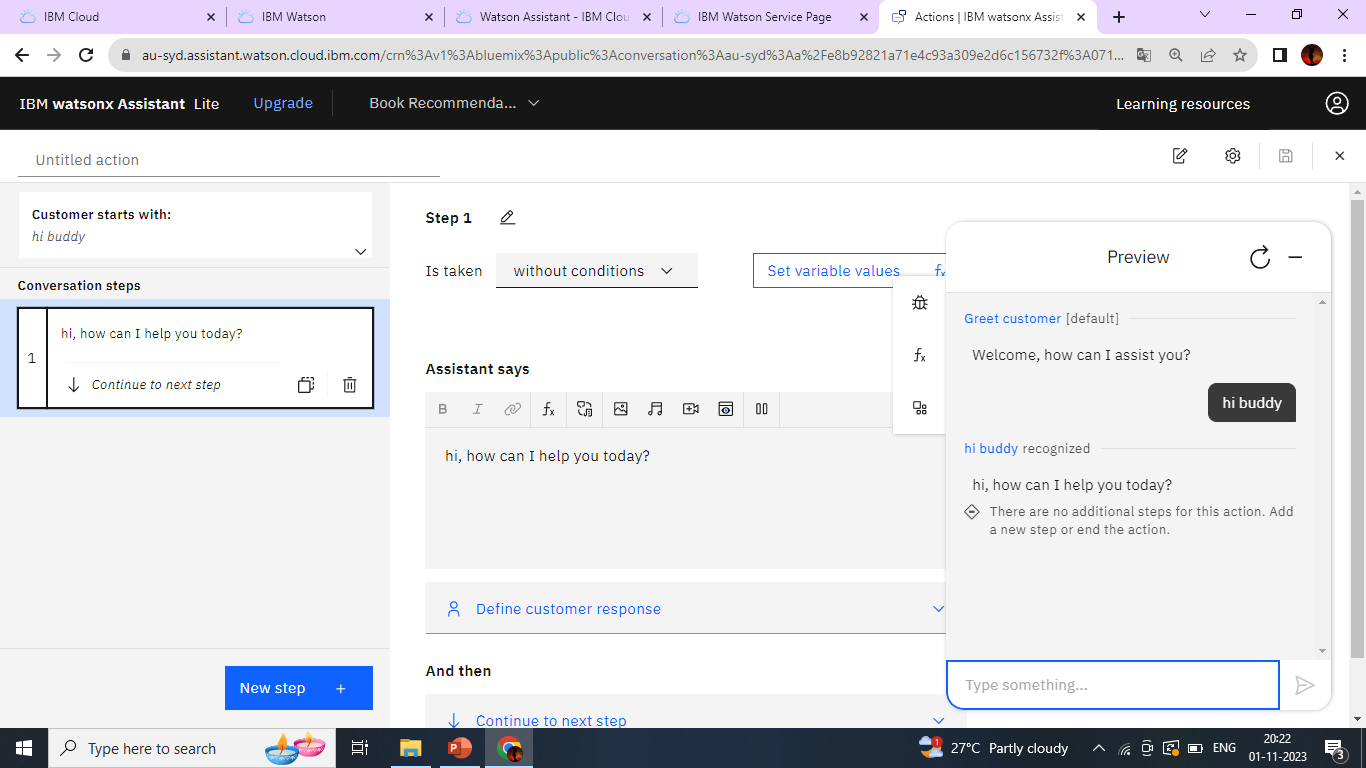 IBM Cloud
IBM Watson
Watson Assistant - IBM Clou
IBM Watson Service Page
Actions | IBM watsonx Assist
au-syd.assistant.watson.cloud.ibm.com/crn%3Av1%3Abluemix%3Apublic%3Aconversation%3Aau-syd%3Aa%2Fe8b92821a71e4c93a309e2d6c156732f%3A071...
IBM watsonx Assistant Lite
Upgrade
Book Recommenda...
Learning resources
Untitled action
Customer starts with:
hi buddy
Conversation steps
1
hi, how can I help you today?
Continue to next step
New step +
Step 1
Is taken
without conditions
Set variable values
fx
Assistant says
B I fx
hi, how can I help you today?
Define customer response
And then
Continue to next step
fx
Preview
Greet customer [default]
Welcome, how can I assist you?
hi buddy
hi buddy recognized
hi, how can I help you today?
There are no additional steps for this action. Add
a new step or end the action.
Type something...
Type here to search
1
27°C Partly cloudy
ENG
20:22
01-11-2023
3